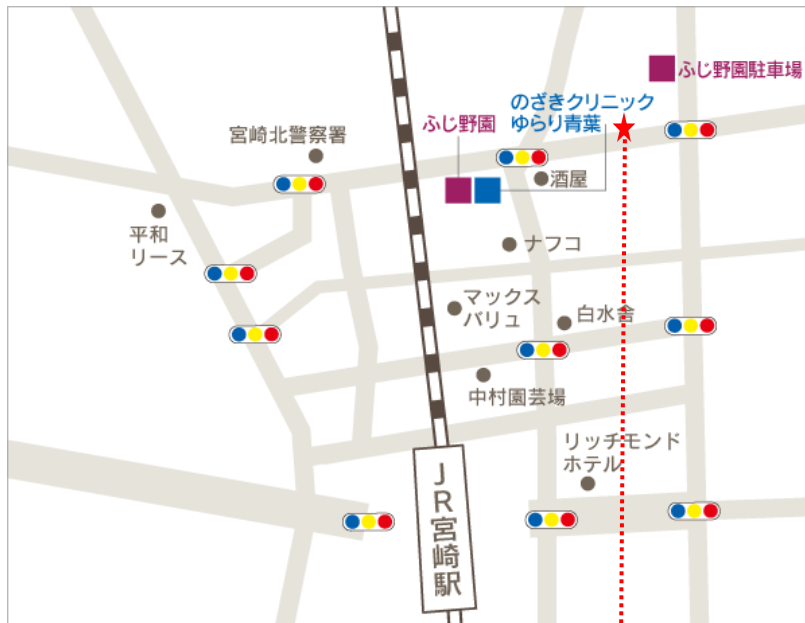 ふじ野園駐車場
のざきクリニック
ゆらり青葉
ふじ野園
宮崎北警察署
酒屋
平和
リース
ナフコ
マックス
バリュ
白水舎
中村園芸場
リッチモンド
ホテル
JR宮崎駅